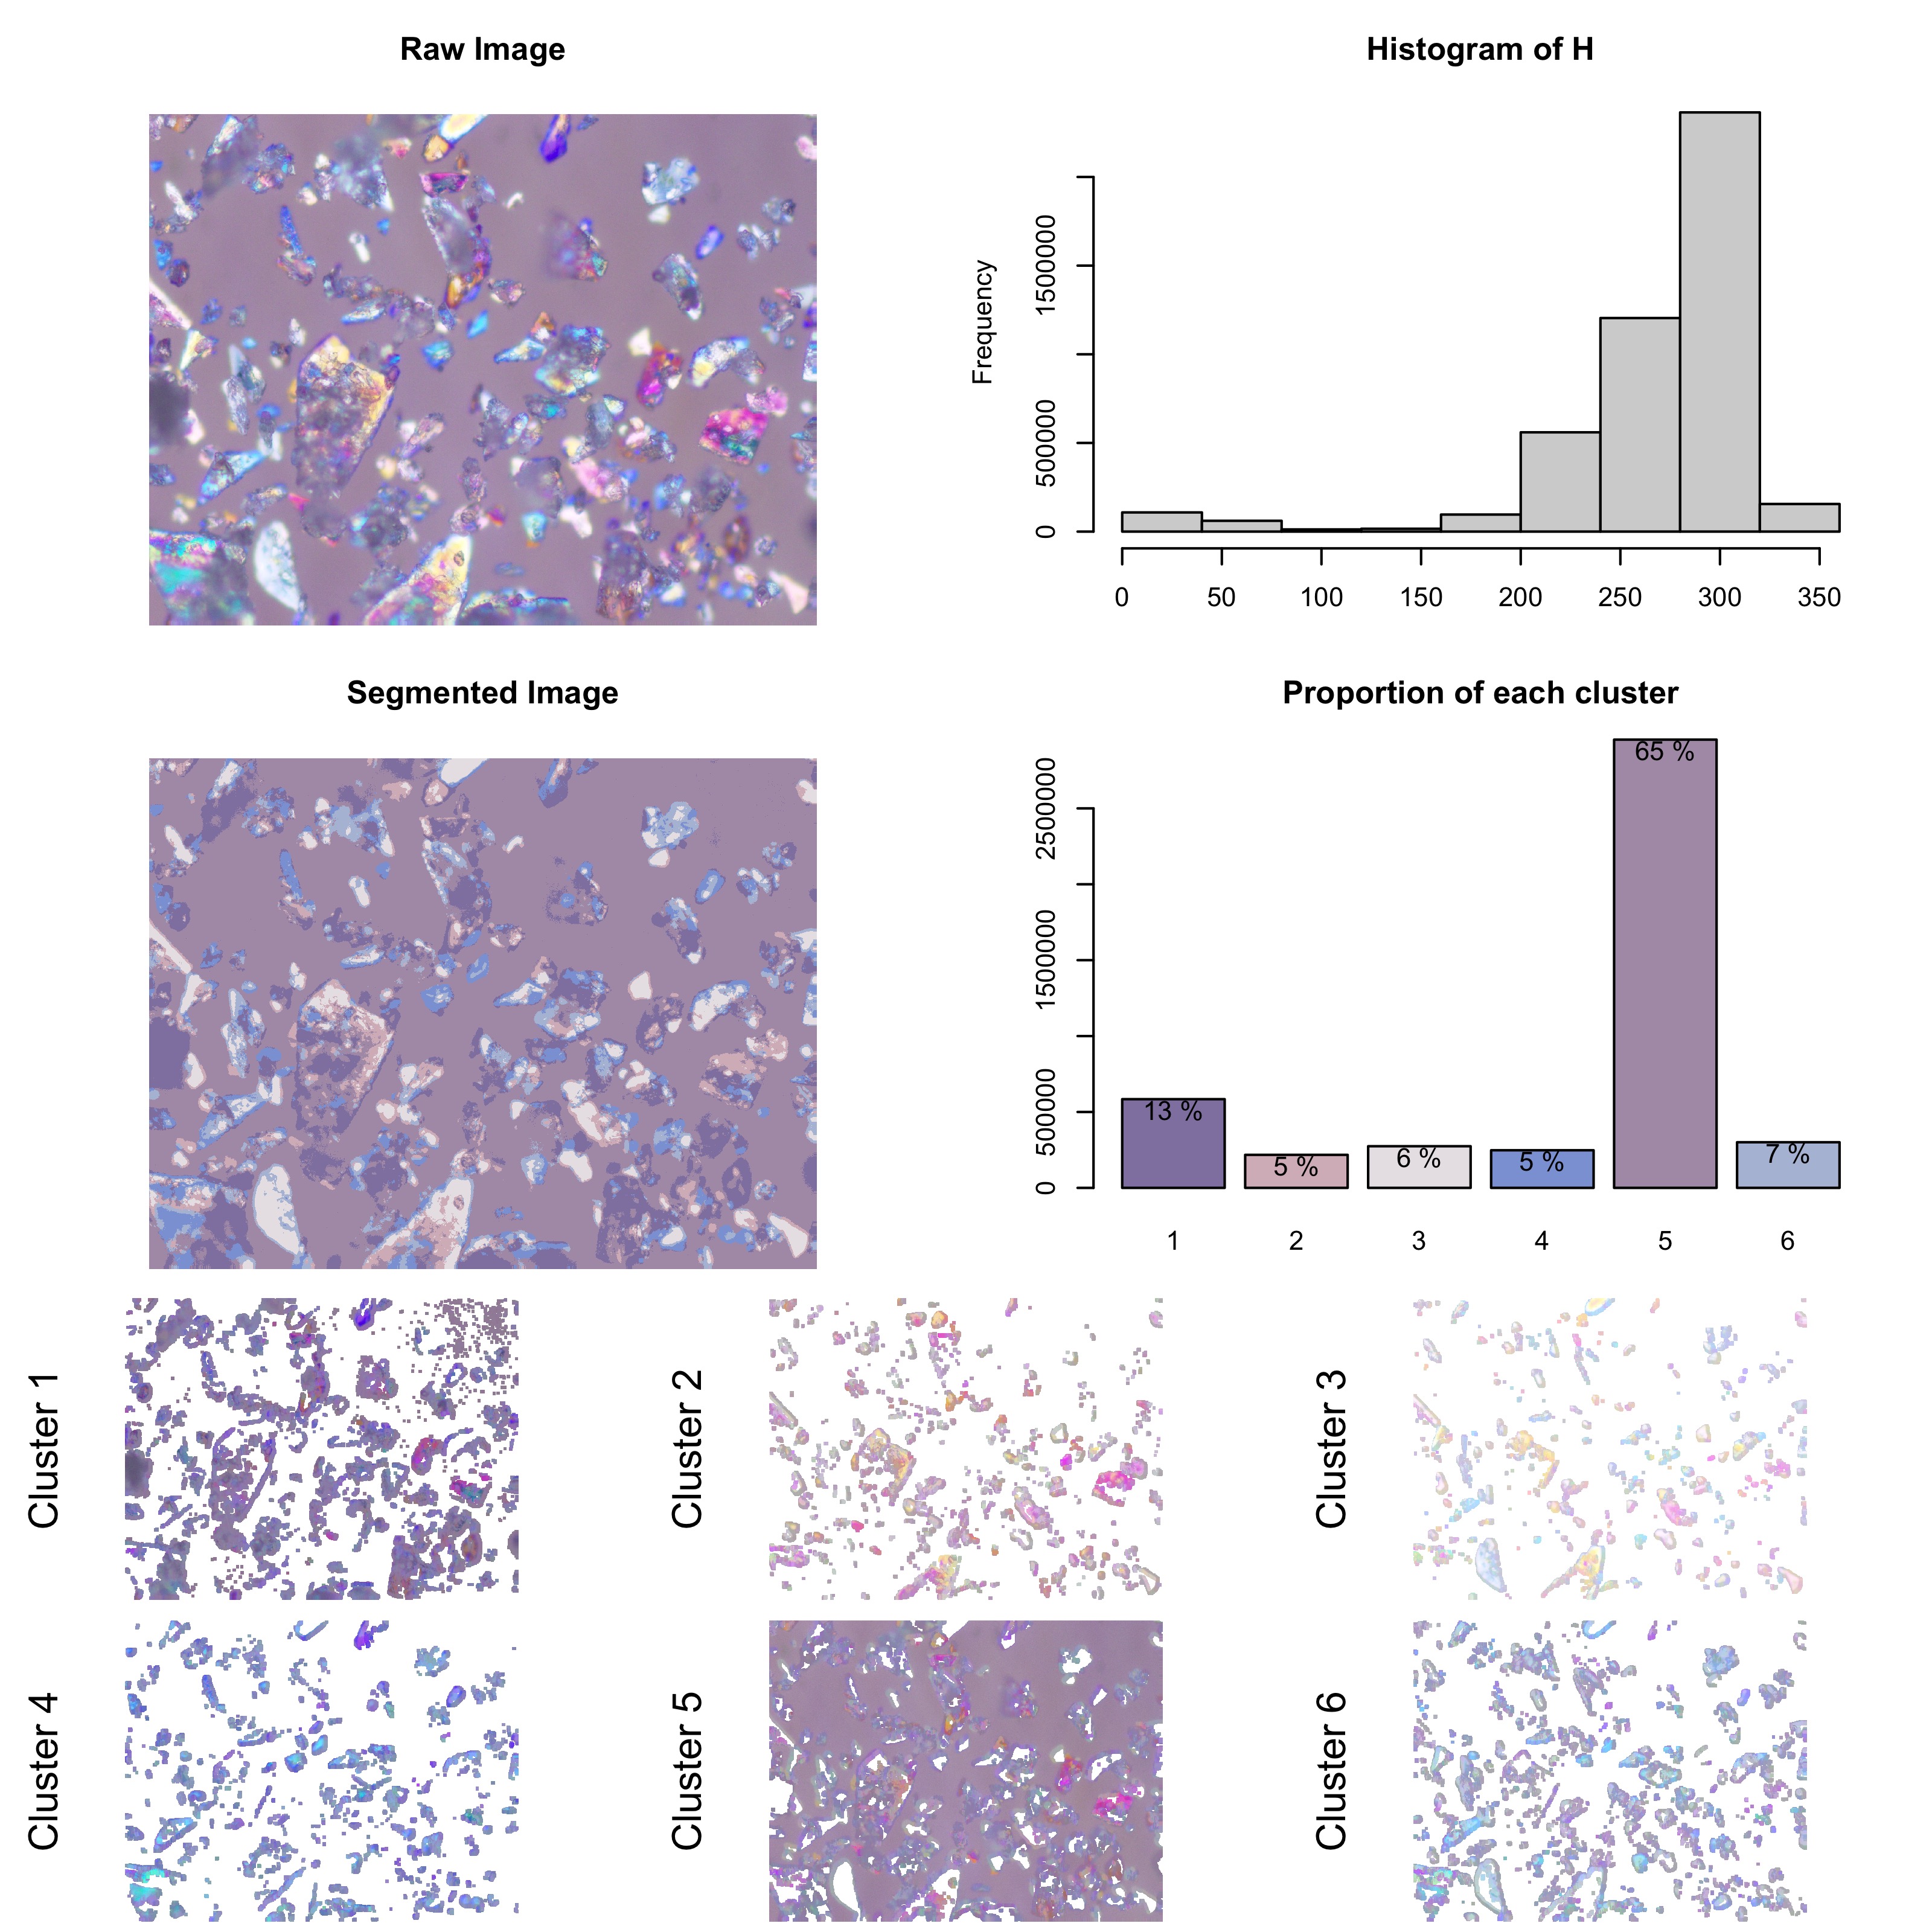 Raw Image
Histogram of H
Frequency
0
500000
1500000
0 50 100 150 200 250 300 350
Segmented Image
Proportion of each cluster
0
500000
1500000
2500000
13 %
5 %
6 %
5 %
65 %
7 %
1 2 3 4 5 6
Cluster 1
Cluster 2
Cluster 3
Cluster 4
Cluster 5
Cluster 6